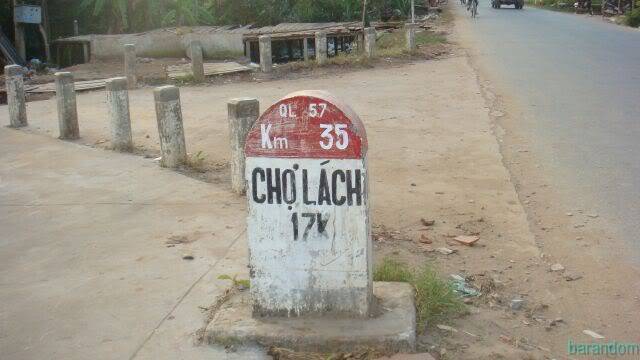 QL 57
Km 35
CHỢ LÁCH
17K
barandom